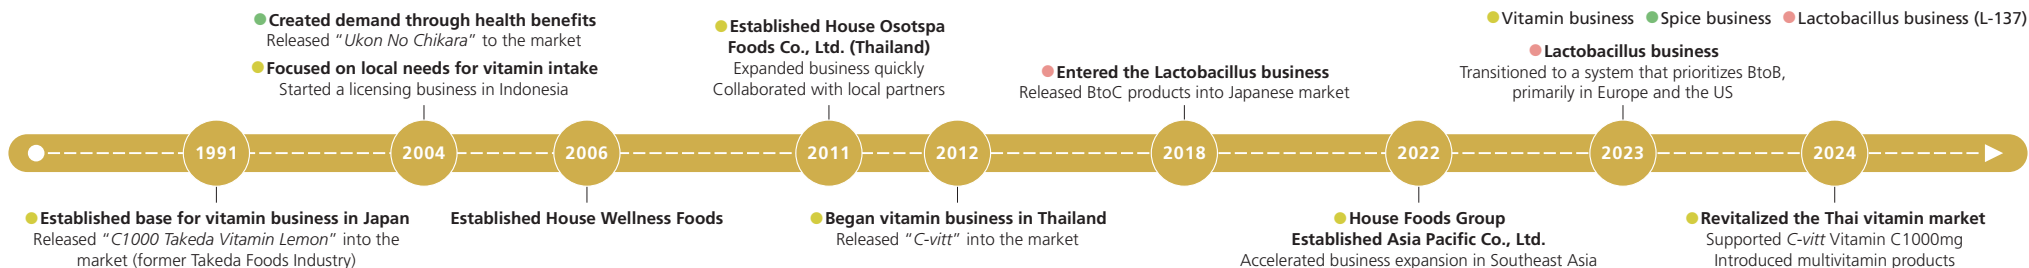 Vitamin business Spice business Lactobacillus business (L-137)
Created demand through health benefits
Released “Ukon No Chikara” to the market
Focused on local needs for vitamin intake
Started a licensing business in Indonesia
Established House Osotspa
Foods Co., Ltd. (Thailand)
Expanded business quickly
Collaborated with local partners
Entered the Lactobacillus business
Released BtoC products into Japanese market
Lactobacillus business
Transitioned to a system that prioritizes BtoB,
primarily in Europe and the US
1991 2004 2006 2011 2012 2018 2022 2023 2024
Established base for vitamin business in Japan
Released “C1000 Takeda Vitamin Lemon” into the
market (former Takeda Foods Industry)
Established House Wellness Foods
Began vitamin business in Thailand
Released “C-vitt” into the market
House Foods Group
Established Asia Pacific Co., Ltd.
Accelerated business expansion in Southeast Asia
Revitalized the Thai vitamin market
Supported C-vitt Vitamin C1000mg
Introduced multivitamin products